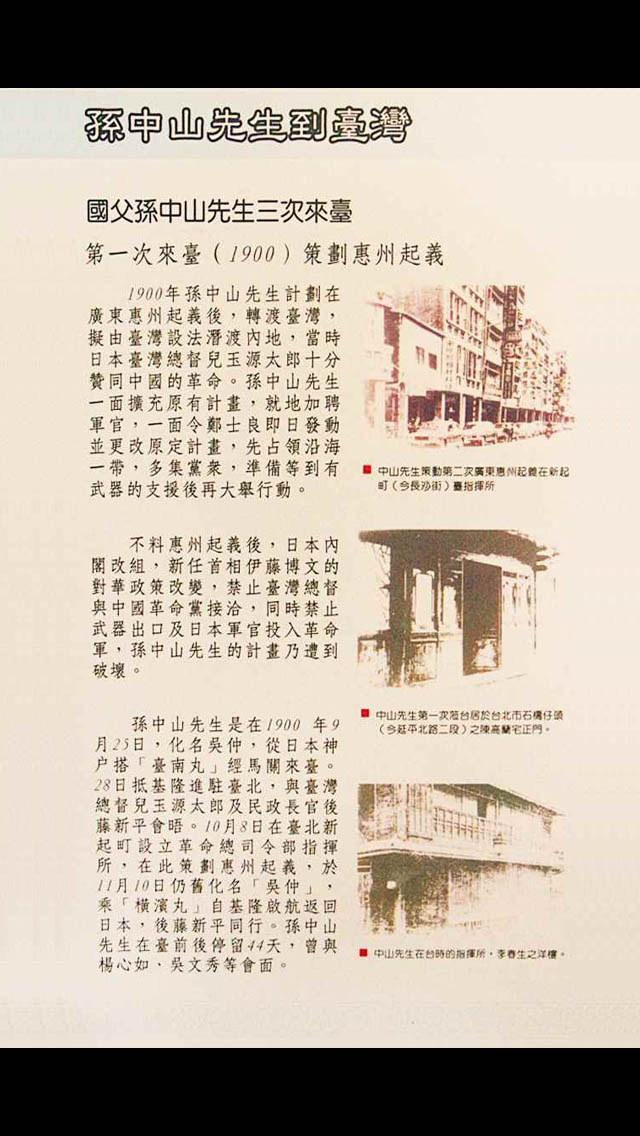 孫中山先生到臺灣
國父孫中山先生三次來臺
第一次來臺（1900）策劃惠州起義
1900年孫中山先生計劃在
廣東惠州起義後，轉渡臺灣，
擬由臺灣設法潛渡內地，當時
日本臺灣總督兒玉源太郎十分
贊同中國的革命。孫中山先生
一面擴充原有計畫，就地加聘
軍官，一面令鄭士良即日發動
並更改原定計畫，先占領沿海
一帶，多集黨衆，準備等到有
武器的支援後再大舉行動。
不料惠州起義後，日本內
閣改組，新任首相伊藤博文的
對華政策改變，禁止臺灣總督
與中國革命黨接洽，同時禁止
武器出口及日本軍官投入革命
軍，孫中山先生的計畫乃遭到
破壞。
孫中山先生是在1900 年9
月25日，化名吳仲，從日本神
户搭「臺南丸」經馬關來臺。
28日抵基隆進駐臺北，與臺灣
總督兒玉源太郎及民政長官後
藤新平會晤。10月8日在臺北新
起町設立革命總司令部指揮
所，在此策劃惠州起義，於
11月10日仍舊化名「吳仲」，
乘「橫濱丸」自基隆啟航返回
日本，後藤新平同行。孫中山
先生在臺前後停留44天，曾與
楊心如、吳文秀等會面。
中山先生策動第二次廣東惠州起義在新起
町（今長沙街）臺指揮所
中山先生第一次蒞台居於台北市石橋仔頭
（今延平北路二段）之陳高蘭宅正門。
中山先生在台時的指揮所，李春生之洋樓。